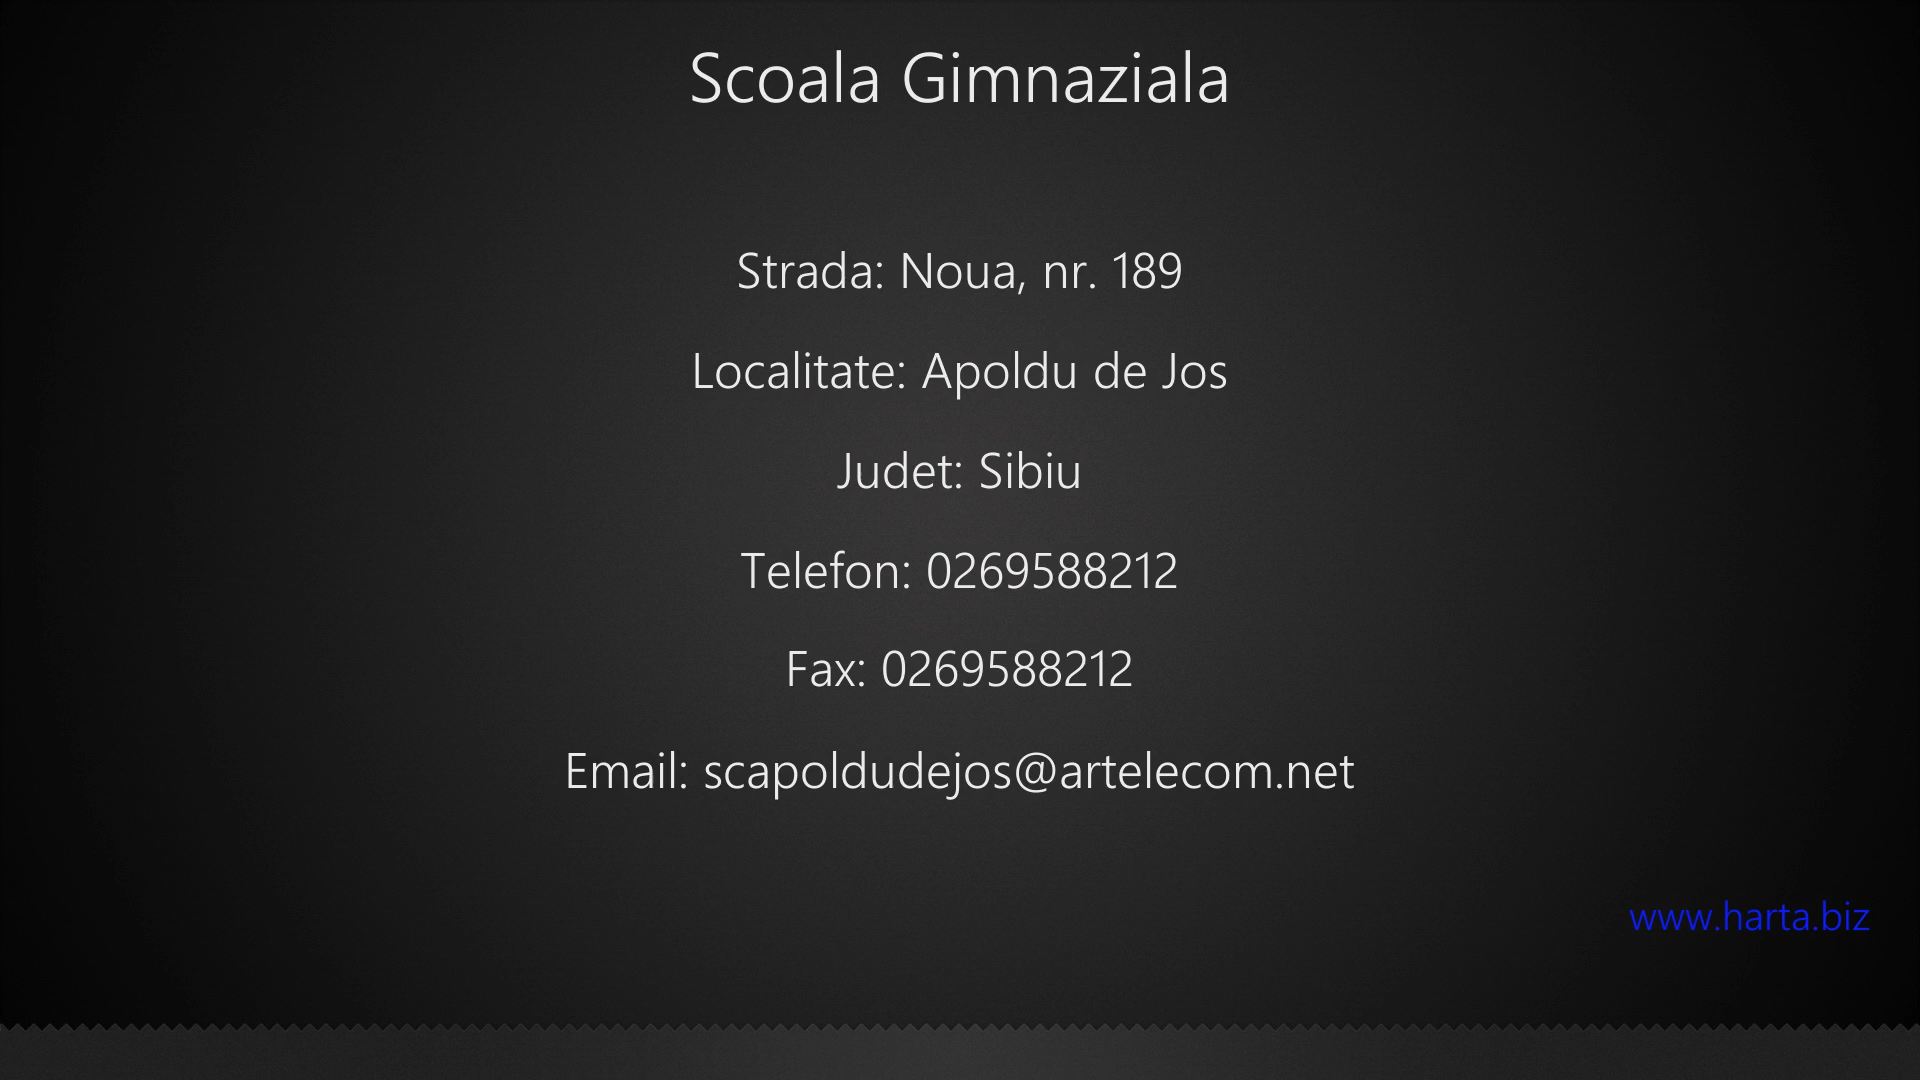 Scoala Gimnaziala
Strada: Noua, nr. 189
Localitate: Apoldu de Jos
Judet: Sibiu
Telefon: 0269588212
Fax: 0269588212
Email: scapoldudejos@artelecom.net
www.harta.biz